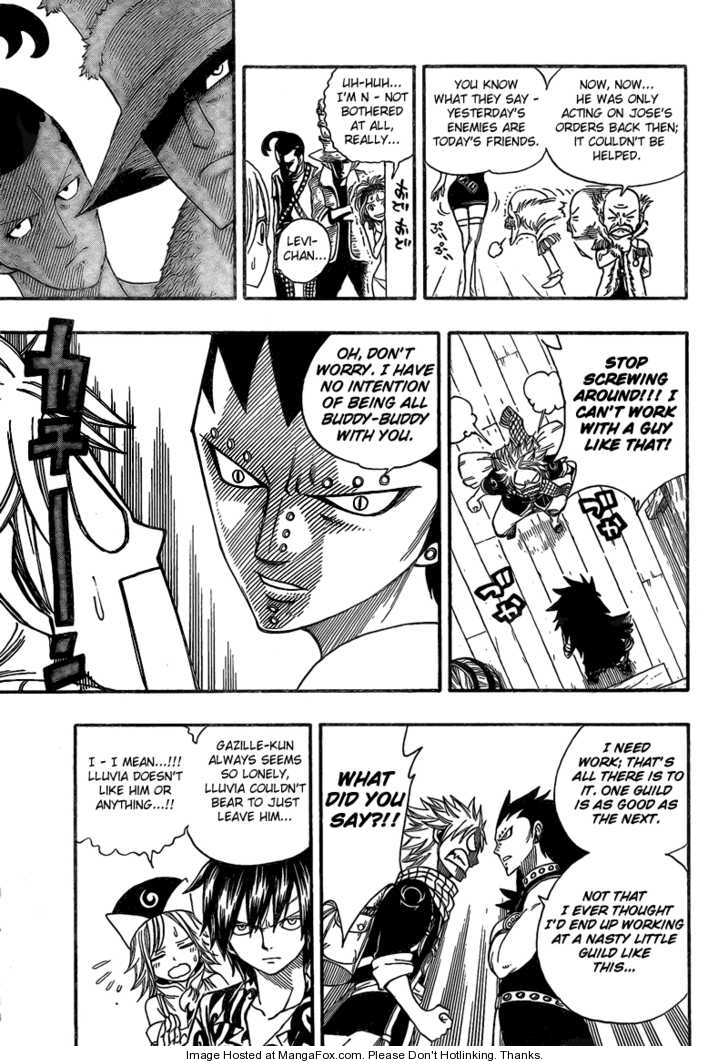 NOW, NOW...
HE WAS ONLY
ACTING ON JOSE'S
ORDERS BACK THEN;
IT COULDN'T
BE HELPED.
YOU KNOW
WHAT THEY SAY -
YESTERDAY'S
ENEMIES ARE
TODAY'S FRIENDS.
UH-HUH...
I'M N - NOT
BOTHERED
AT ALL,
REALLY...
LEVI-
CHAN...
STOP
SCREWING
AROUND!!! I
CAN'T WORK
WITH A GUY
LIKE THAT!
OH, DON'T
WORRY. I HAVE
NO INTENTION
OF BEING ALL
BUDDY-BUDDY
WITH YOU.
カチーン
I NEED
WORK; THAT'S
ALL THERE IS TO
IT. ONE GUILD
IS AS GOOD AS
THE NEXT.
NOT THAT
I EVER THOUGHT
I'D END UP WORKING
AT A NASTY LITTLE
GUILD LIKE
THIS...
WHAT
DID YOU
SAY?!!
GAZILLE-KUN
ALWAYS SEEMS
SO LONELY,
LLUVIA COULDN'T
BEAR TO JUST
LEAVE HIM...
I - I MEAN...!!!
LLUVIA DOESN'T
LIKE HIM OR
ANYTHING...!!
Image Hosted at MangaFox.com. Please Don't Hotlinking. Thanks.